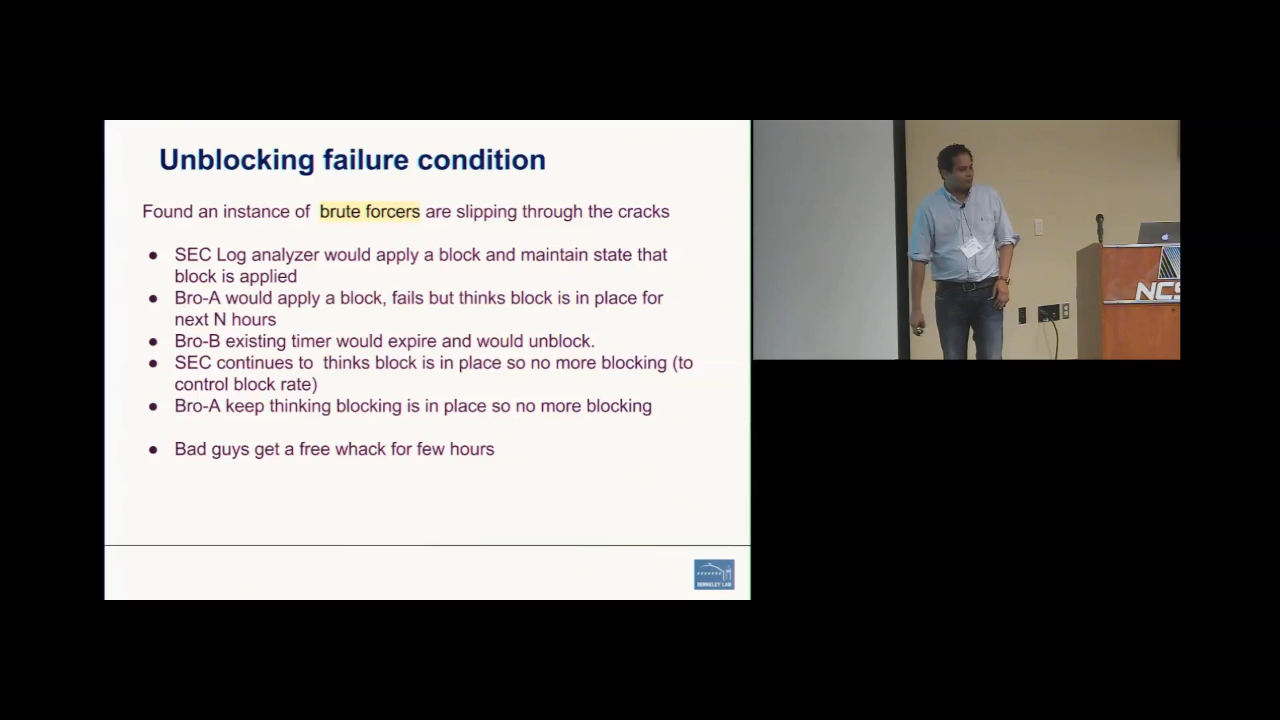 Unblocking failure condition
Found an instance of brute forcers are slipping through the cracks
● SEC Log analyzer would apply a block and maintain state that
block is applied
● Bro-A would apply a block, fails but thinks block is in place for
next N hours
● Bro-B existing timer would expire and would unblock.
● SEC continues to thinks block is in place so no more blocking (to
control block rate)
● Bro-A keep thinking blocking is in place so no more blocking
● Bad guys get a free whack for few hours
BERKELEY LAB
NCS